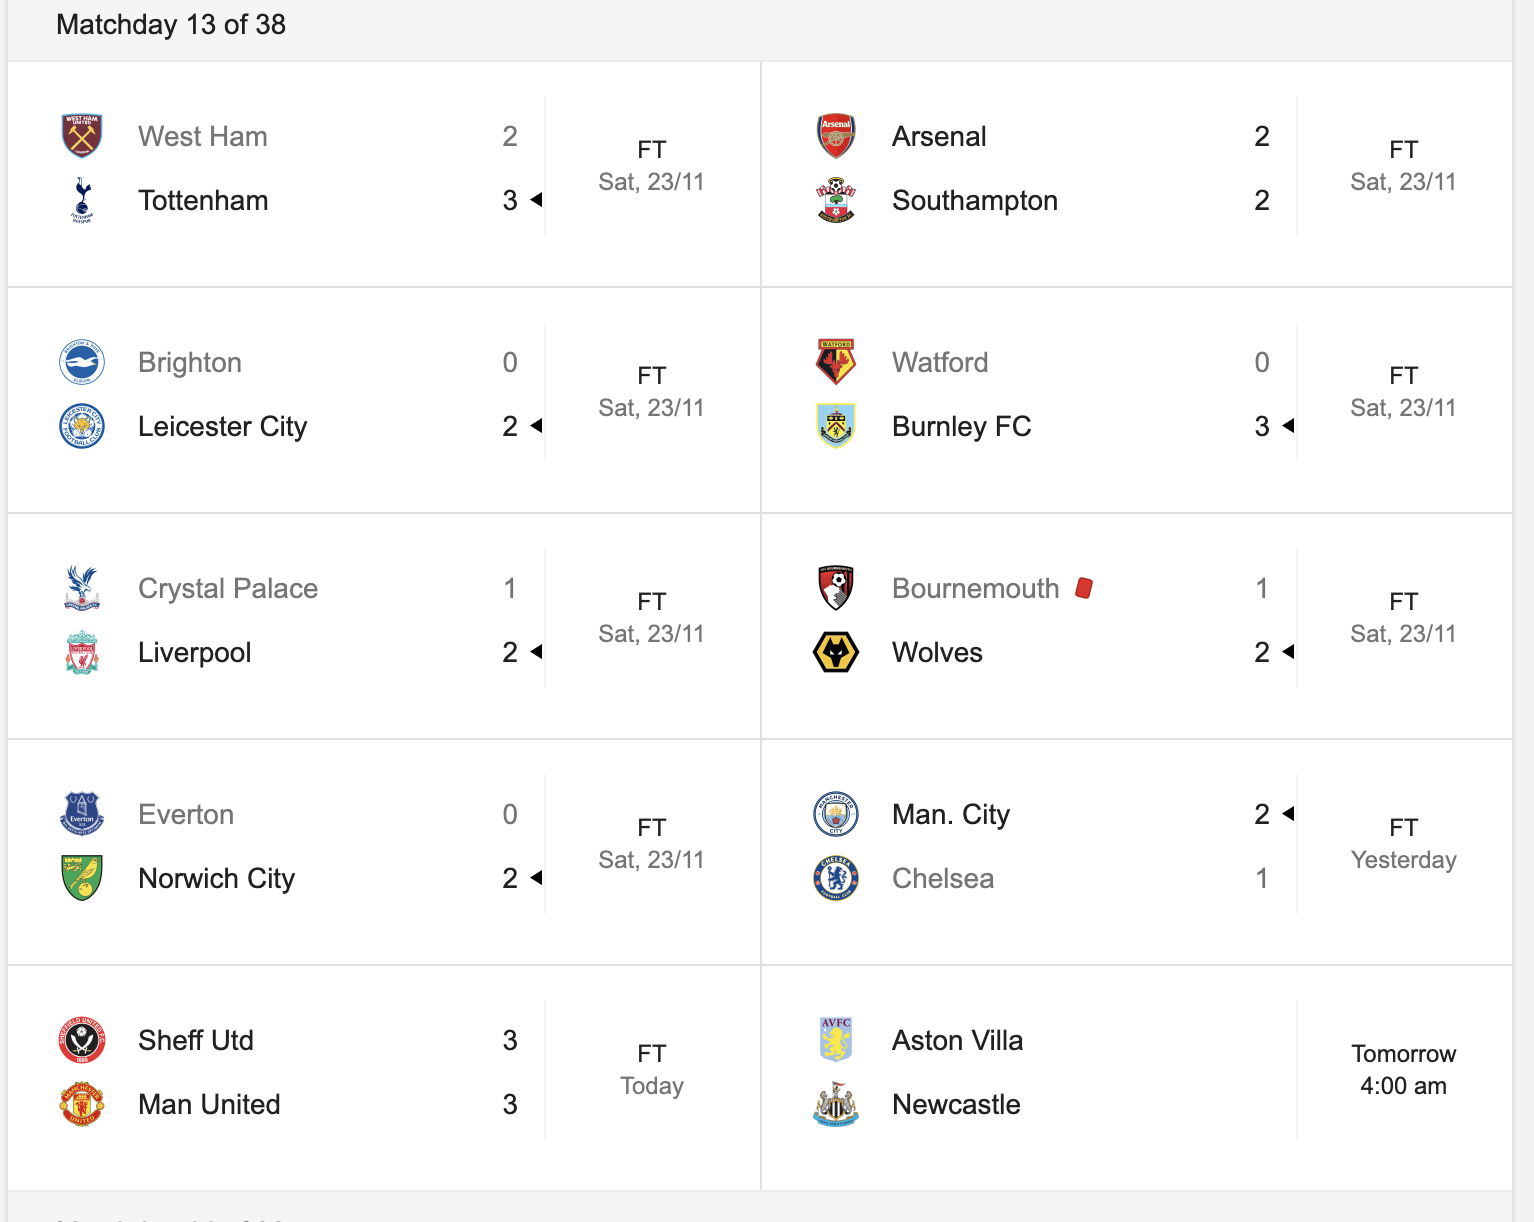 Matchday 13 of 38
West Ham 2
Tottenham 3
FT
Sat, 23/11
Arsenal 2
Southampton 2
FT
Sat, 23/11
Brighton 0
Leicester City 2
FT
Sat, 23/11
Watford 0
Burnley FC 3
FT
Sat, 23/11
Crystal Palace 1
Liverpool 2
FT
Sat, 23/11
Bournemouth 1
Wolves 2
FT
Sat, 23/11
Everton 0
Norwich City 2
FT
Sat, 23/11
Man. City 2
Chelsea 1
FT
Yesterday
Sheff Utd 3
Man United 3
FT
Today
Aston Villa
Newcastle
Tomorrow
4:00 am